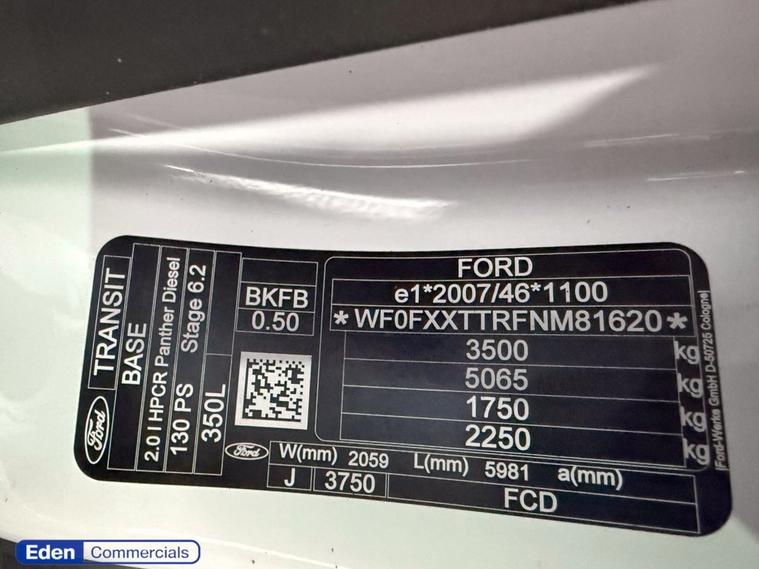 Ford
TRANSIT
BASE
2.0 l HPCR Panther Diesel
130 PS Stage 6.2
350L
BKFB
0.50
FORD
e1*2007/46*1100
*WF0FXXTTRFNM81620*
3500 kg
5065 kg
1750 kg
2250 kg
Ford-Werke GmbH D-50725 Cologne
Ford
W(mm) 2059 L(mm) 5981 a(mm)
J 3750 FCD
Eden Commercials